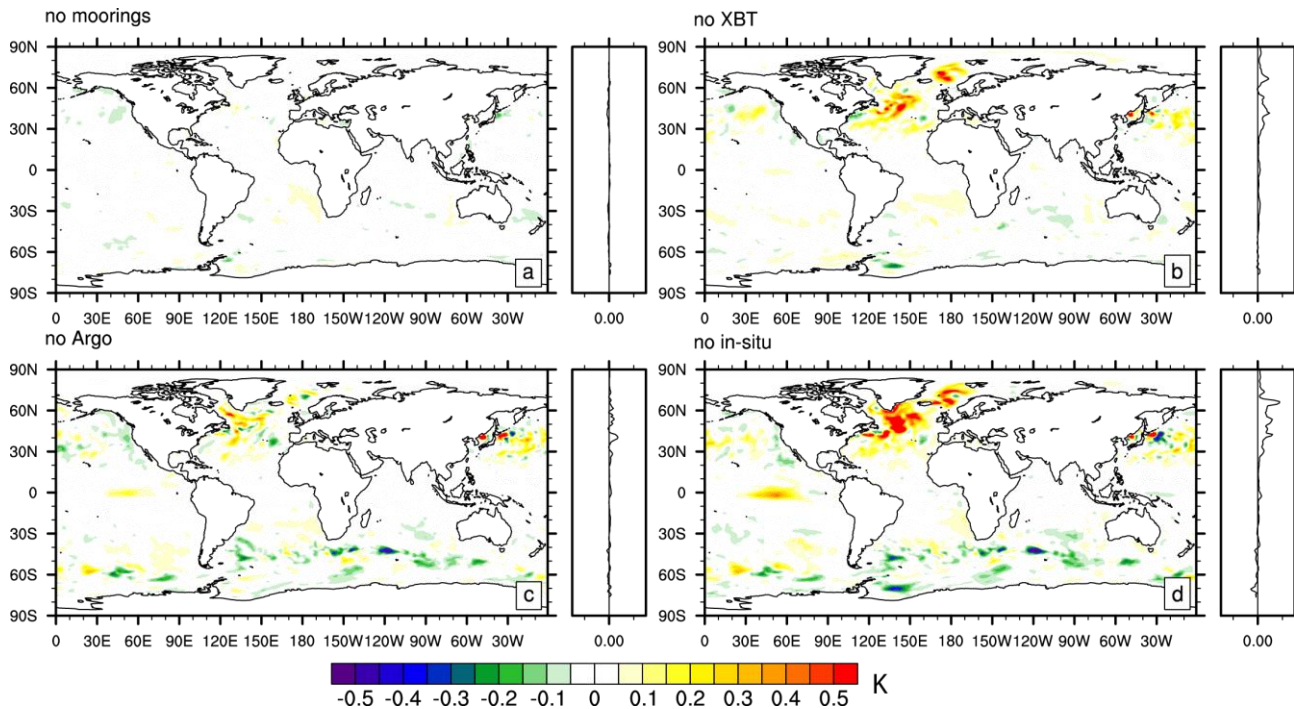 no moorings
no XBT
90N 90N
60N 60N
30N 30N
0 0
30S 30S
60S 60S
90S a 90S b
0 30E 60E 90E 120E 150E 180 150W 120W 90W 60W 30W 0.00 0 30E 60E 90E 120E 150E 180 150W 120W 90W 60W 30W 0.00
no Argo
no in-situ
90N 90N
60N 60N
30N 30N
0 0
30S 30S
60S 60S
90S c 90S d
0 30E 60E 90E 120E 150E 180 150W 120W 90W 60W 30W 0.00 0 30E 60E 90E 120E 150E 180 150W 120W 90W 60W 30W 0.00
-0.5 -0.4 -0.3 -0.2 -0.1 0 0.1 0.2 0.3 0.4 0.5 K